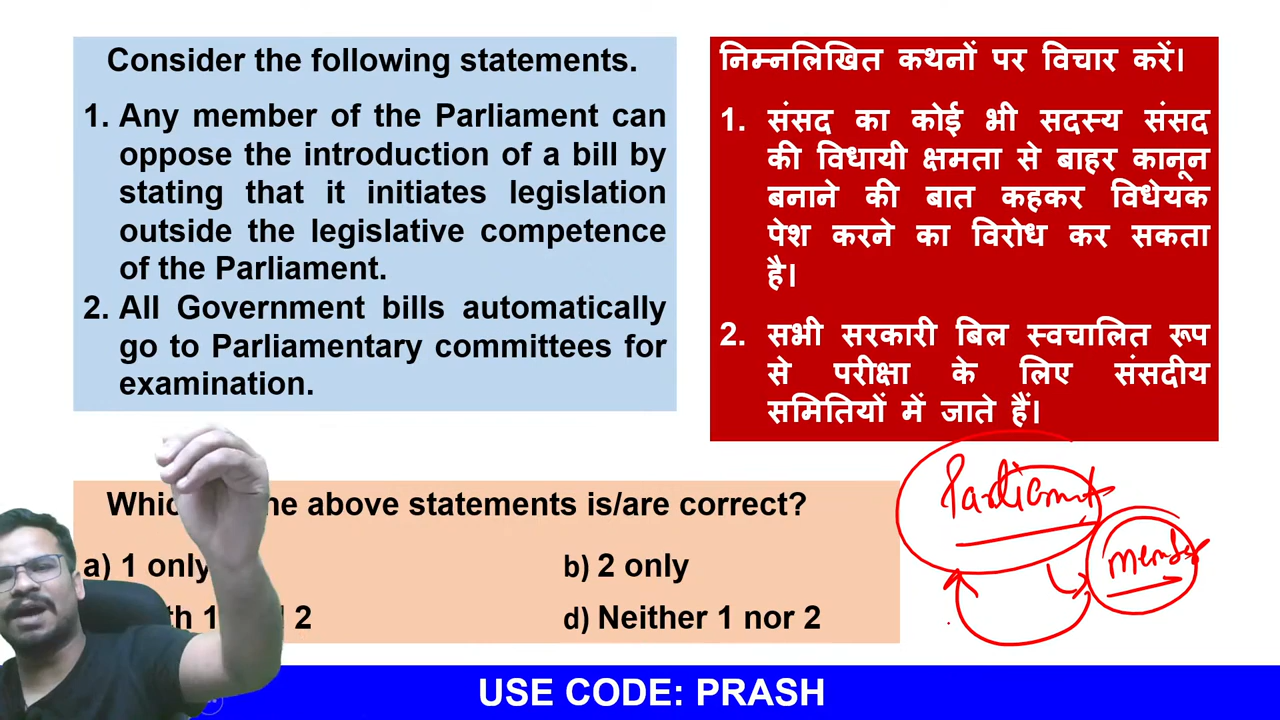 Consider the following statements.
1. Any member of the Parliament can
oppose the introduction of a bill by
stating that it initiates legislation
outside the legislative competence
of the Parliament.
2. All Government bills automatically
go to Parliamentary committees for
examination.
निम्नलिखित कथनों पर विचार करें।
1. संसद का कोई भी सदस्य संसद
की विधायी क्षमता से बाहर कानून
बनाने की बात कहकर विधेयक
पेश करने का विरोध कर सकता
है।
2. सभी सरकारी बिल स्वचालित रूप
से परीक्षा के लिए संसदीय
समितियों में जाते हैं।
Parliament
member
above statements is/are correct?
a) 1 only
b) 2 only
1 2
d) Neither 1 nor 2
USE CODE: PRASH